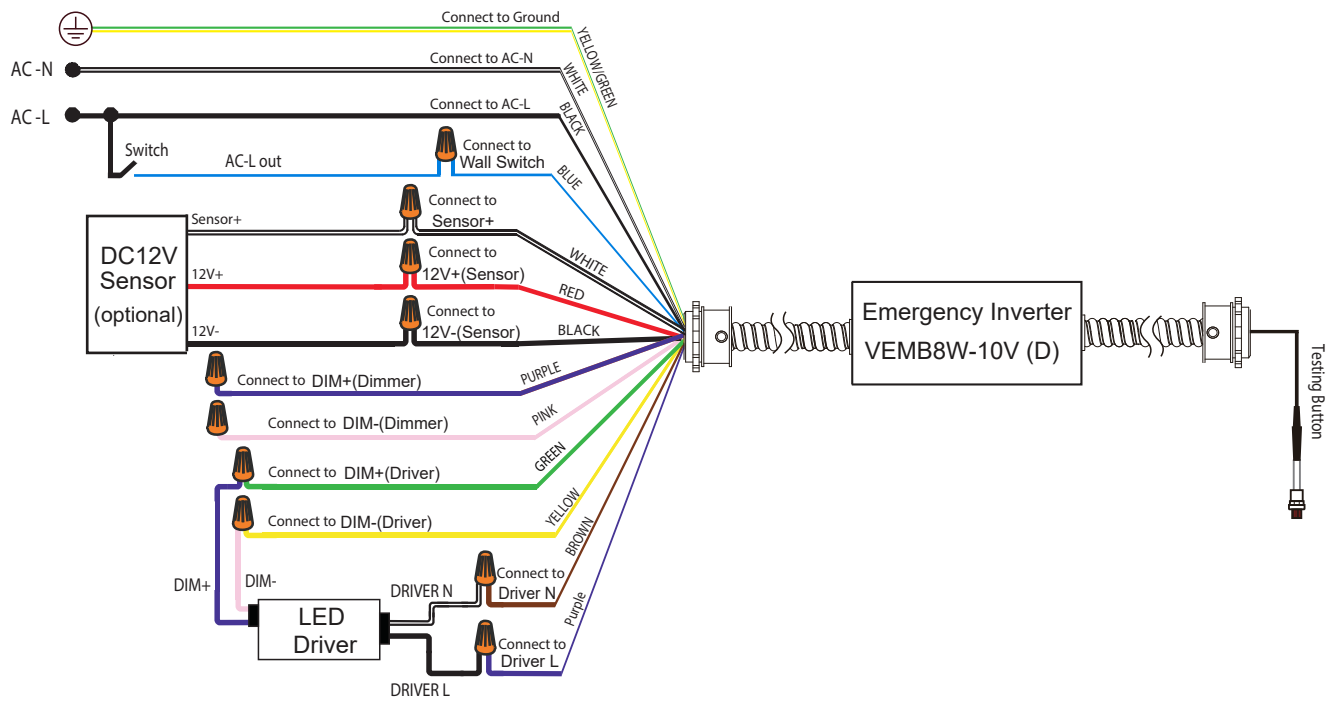 Connect to Ground
YELLOW/GREEN
AC-N
Connect to AC-N
WHITE
AC-L
Connect to AC-L
BLACK
Switch
AC-L out
Connect to
Wall Switch
BLUE
DC12V
Sensor
(optional)
Sensor+
Connect to
Sensor+
WHITE
12V+
Connect to
12V+(Sensor)
RED
12V-
Connect to
12V-(Sensor)
BLACK
Connect to DIM+(Dimmer)
PURPLE
Connect to DIM-(Dimmer)
PINK
Connect to DIM+(Driver)
GREEN
Connect to DIM-(Driver)
YELLOW
DIM+
DIM-
LED
Driver
DRIVER N
Connect to
Driver N
BROWN
DRIVER L
Connect to
Driver L
Purple
Emergency Inverter
VEMB8W-10V (D)
Testing Button